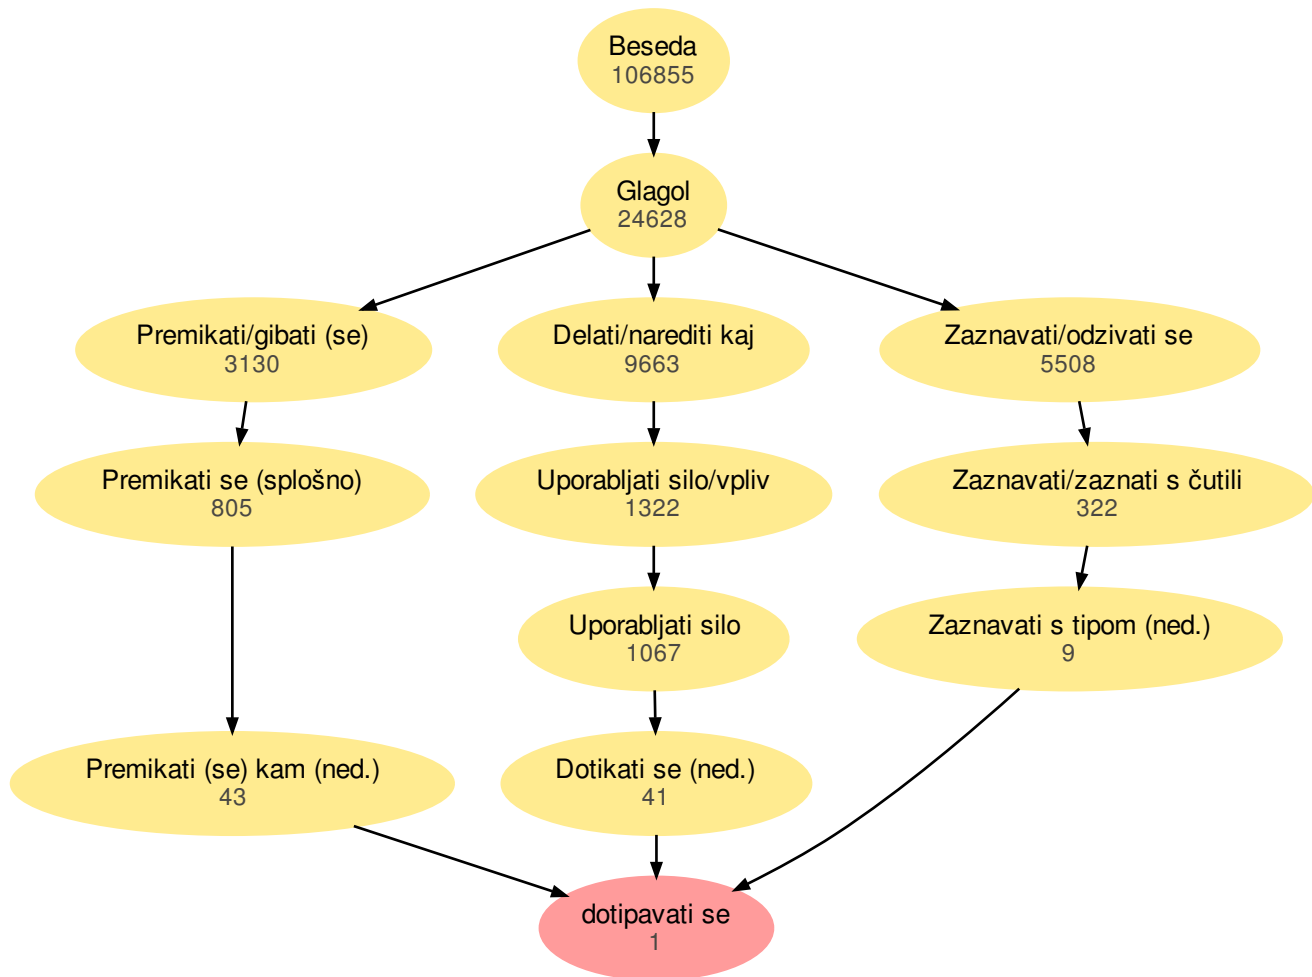 Beseda
106855
Glagol
24628
Premikati/gibati (se)
3130
Delati/narediti kaj
9663
Zaznavati/odzivati se
5508
Premikati se (splošno)
805
Uporabljati silo/vpliv
1322
Zaznavati/zaznati s čutili
322
Uporabljati silo
1067
Zaznavati s tipom (ned.)
9
Premikati (se) kam (ned.)
43
Dotikati se (ned.)
41
dotipavati se
1